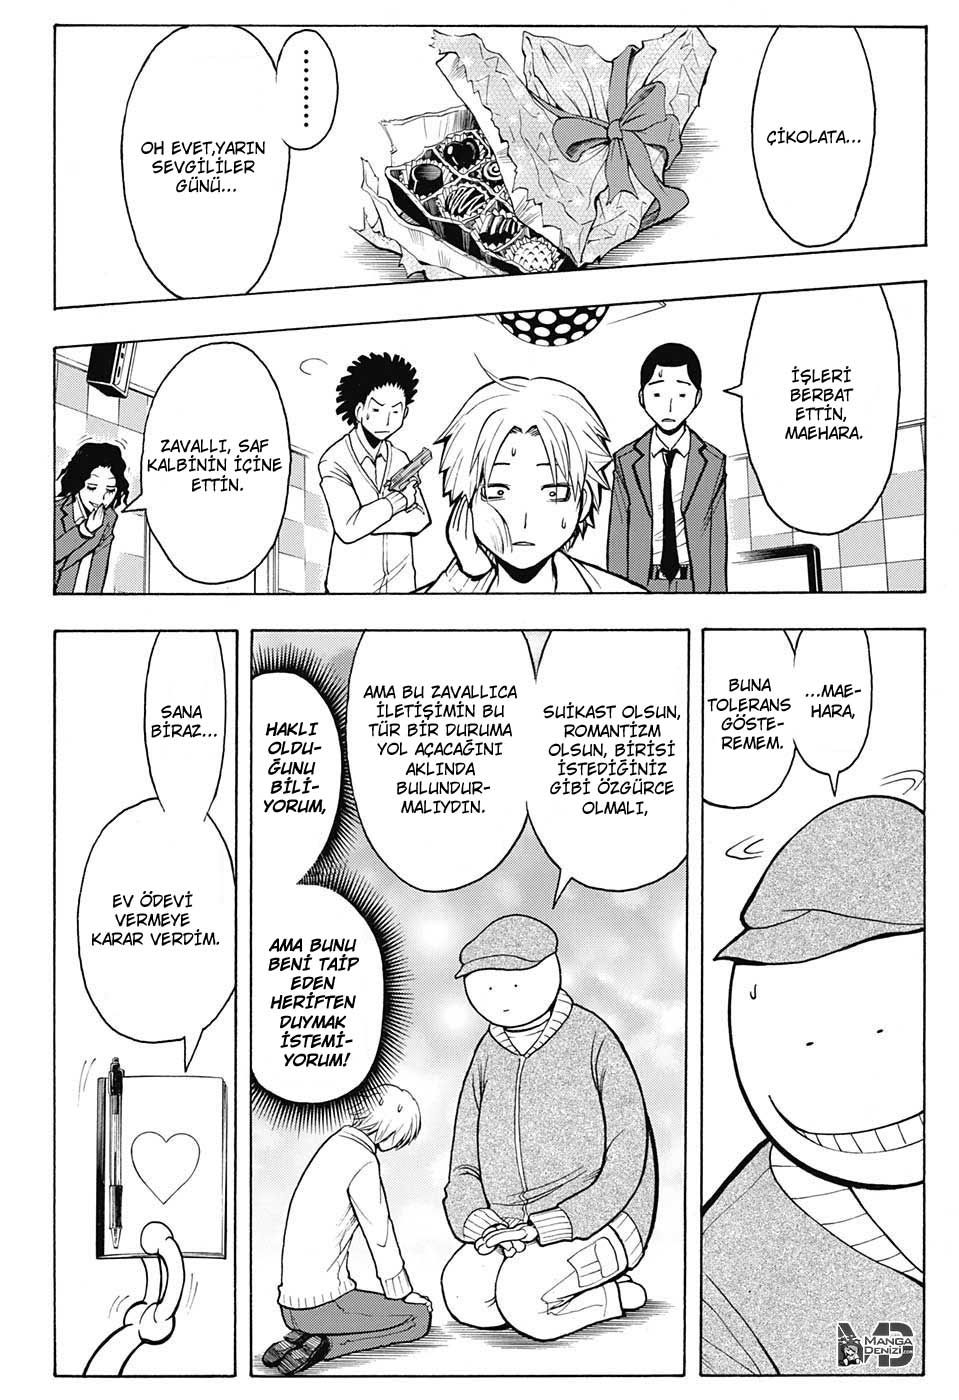 ÇİKOLATA...
..........
OH EVET,YARIN
SEVGİLİLER
GÜNÜ...
İŞLERİ
BERBAT
ETTİN,
MAEHARA.
ZAVALLI, SAF
KALBİNİN İÇİNE
ETTİN.
...MAE-
HARA,
BUNA
TOLERANS
GÖSTE-
REMEM.
SUİKAST OLSUN,
ROMANTİZM
OLSUN, BİRİSİ
İSTEDİĞİNİZ
GİBİ ÖZGÜRCE
OLMALI,
AMA BU ZAVALLICA
İLETİŞİMİN BU
TÜR BİR DURUMA
YOL AÇACAĞINI
AKLINDA
BULUNDUR-
MALIYDIN.
HAKLI
OLDU-
ĞUNU
BİLİ-
YORUM,
AMA BUNU
BENİ TAİP
EDEN
HERİFTEN
DUYMAK
İSTEMİ-
YORUM!
SANA
BİRAZ...
EV ÖDEVİ
VERMEYE
KARAR VERDİM.
MD
MANGA
DENİZİ.com